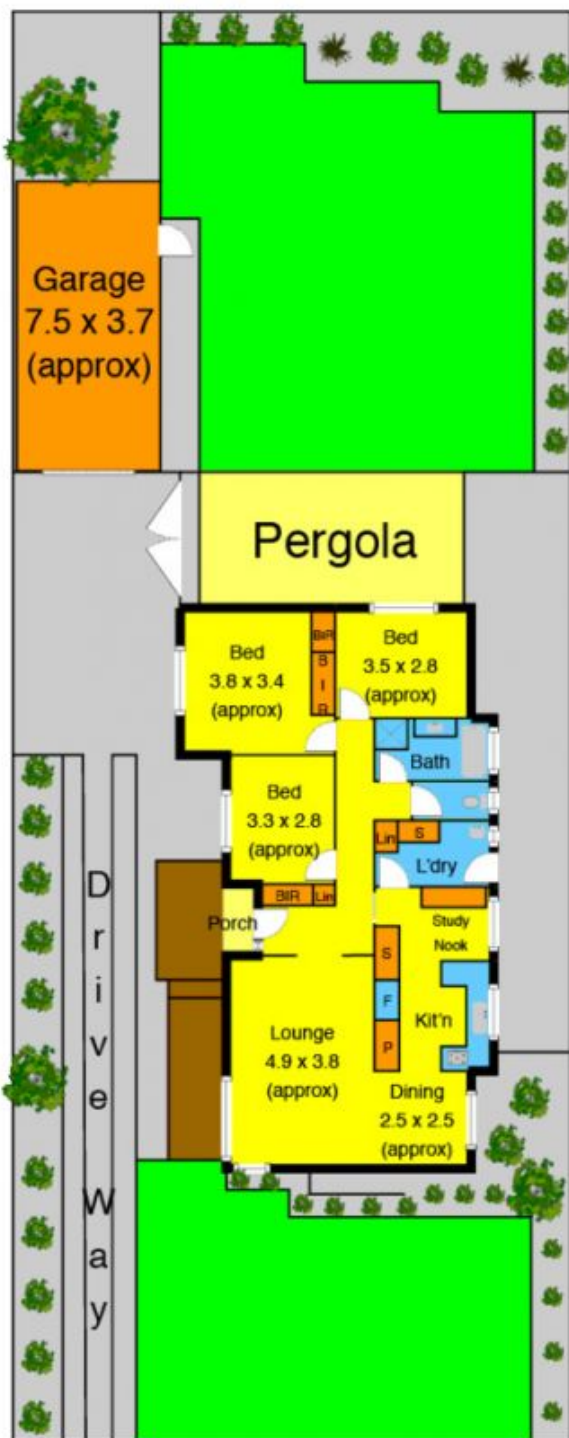 Garage
7.5 x 3.7
(approx)
Pergola
Bed
3.8 x 3.4
(approx)
BIR
B
I
R
Bed
3.5 x 2.8
(approx)
Bath
Bed
3.3 x 2.8
(approx)
Lin
S
L'dry
BIR
Lin
Porch
Study
Nook
S
F
P
Kit'n
Lounge
4.9 x 3.8
(approx)
Dining
2.5 x 2.5
(approx)
D
r
i
v
e
W
a
y